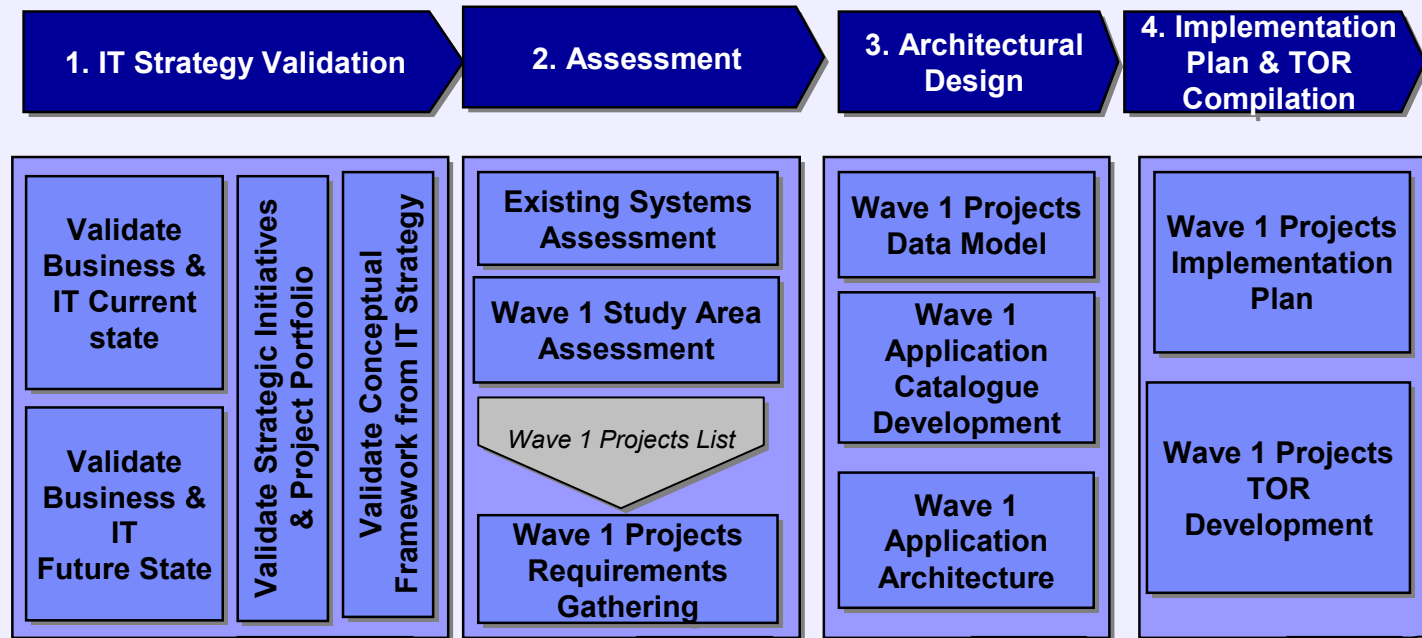 1. IT Strategy Validation
2. Assessment
3. Architectural
Design
4. Implementation
Plan & TOR
Compilation
Validate
Business &
IT Current
state
Validate
Business &
IT
Future State
Validate Strategic Initiatives
& Project Portfolio
Validate Conceptual
Framework from IT Strategy
Existing Systems
Assessment
Wave 1 Study Area
Assessment
Wave 1 Projects List
Wave 1 Projects
Requirements
Gathering
Wave 1 Projects
Data Model
Wave 1
Application
Catalogue
Development
Wave 1
Application
Architecture
Wave 1 Projects
Implementation
Plan
Wave 1 Projects
TOR
Development